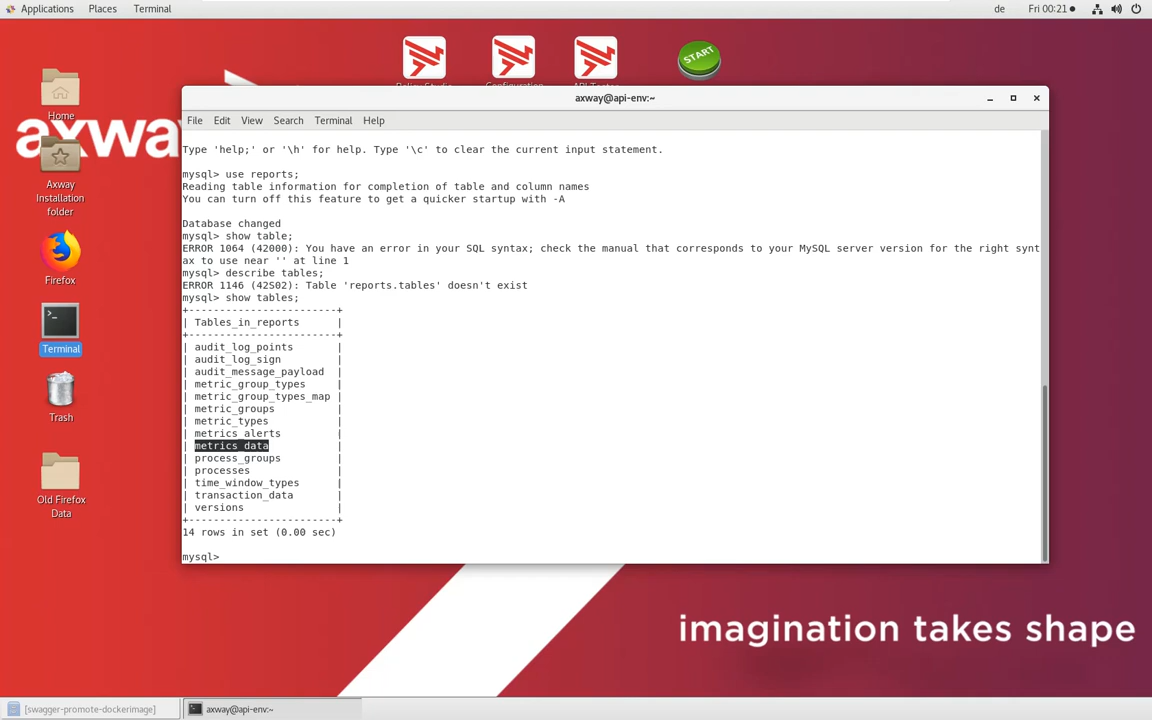 Applications Places Terminal de Fri 00:21
START
Home
axwa
Axway
Installation
folder
Firefox
Terminal
Trash
Old Firefox
Data
axway@api-env:~
File Edit View Search Terminal Help
Type 'help;' or '\h' for help. Type '\c' to clear the current input statement.
mysql> use reports;
Reading table information for completion of table and column names
You can turn off this feature to get a quicker startup with -A
Database changed
mysql> show table;
ERROR 1064 (42000): You have an error in your SQL syntax; check the manual that corresponds to your MySQL server version for the right synt
ax to use near '' at line 1
mysql> describe tables;
ERROR 1146 (42S02): Table 'reports.tables' doesn't exist
mysql> show tables;
+-----------------------+
| Tables_in_reports |
+-----------------------+
| audit_log_points |
| audit_log_sign |
| audit_message_payload |
| metric_group_types |
| metric_group_types_map |
| metric_groups |
| metric_types |
| metrics_alerts |
| metrics_data |
| process_groups |
| processes |
| time_window_types |
| transaction_data |
| versions |
+-----------------------+
14 rows in set (0.00 sec)
mysql>
imagination takes shape
[swagger-promote-dockerimage] axway@api-env:~